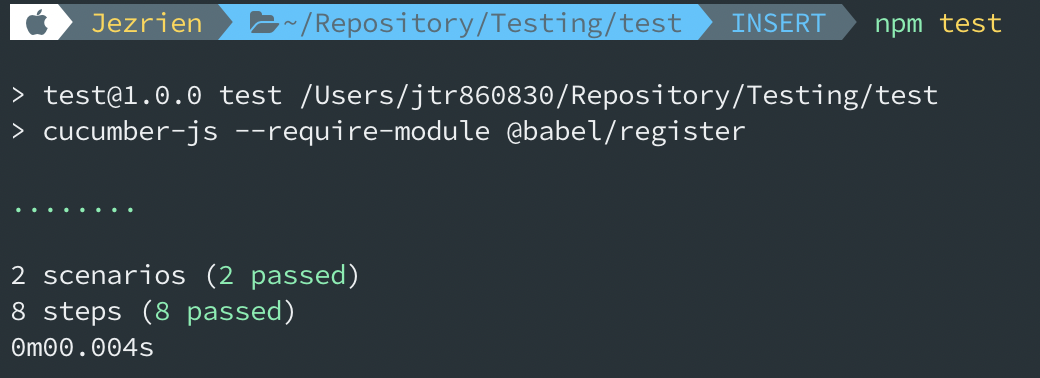 Jezrien ~/Repository/Testing/test INSERT npm test
> test@1.0.0 test /Users/jtr860830/Repository/Testing/test
> cucumber-js --require-module @babel/register
........
2 scenarios (2 passed)
8 steps (8 passed)
0m00.004s